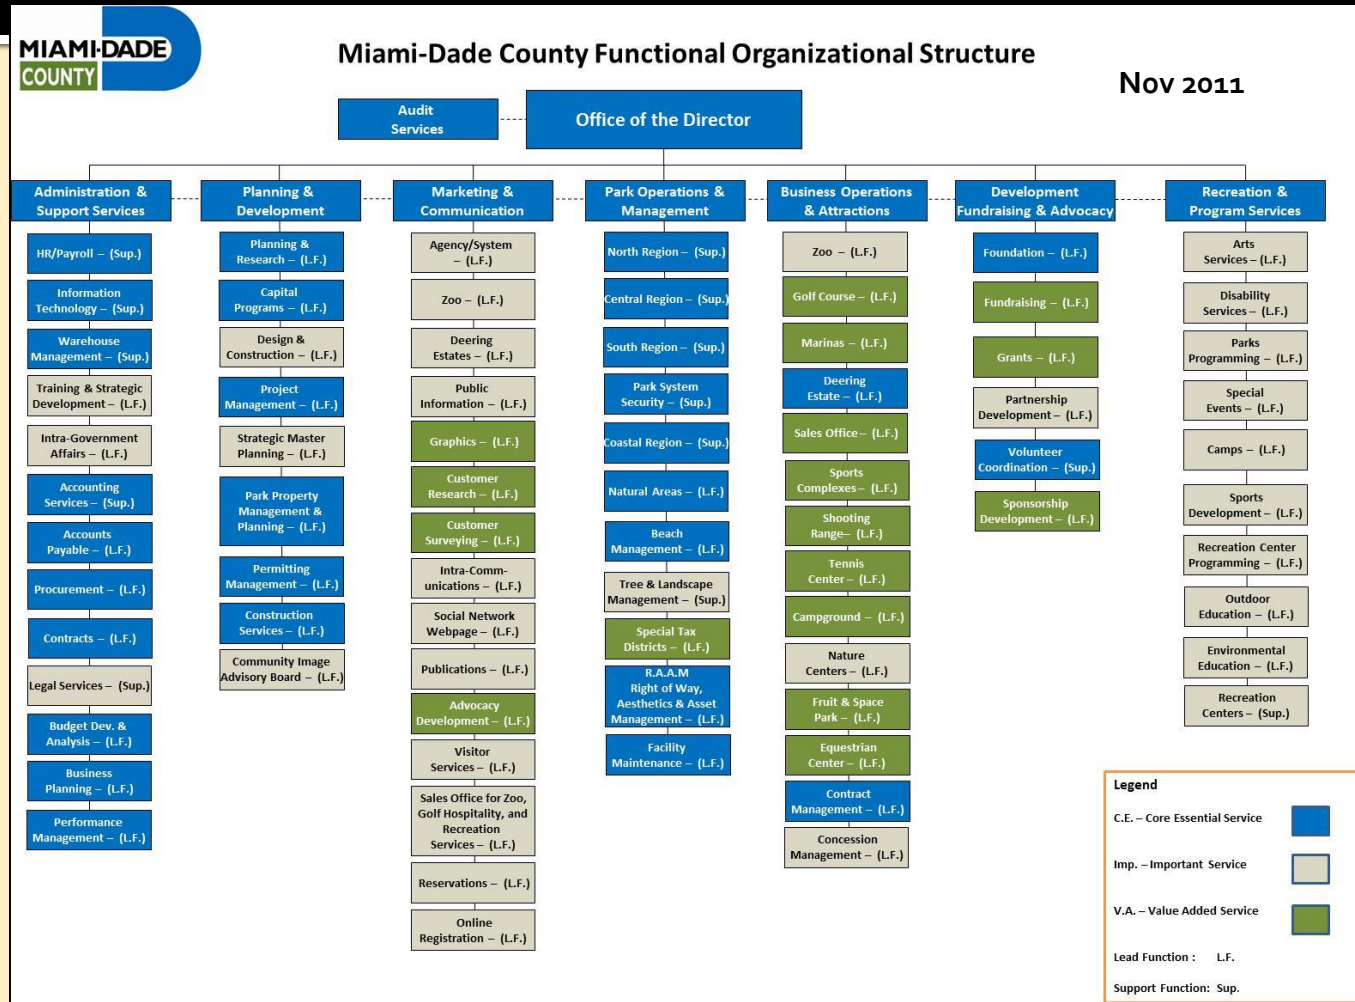 MIAMI-DADE
COUNTY
Miami-Dade County Functional Organizational Structure
Nov 2011
Audit
Services
Office of the Director
Administration &
Support Services
HR/Payroll – (Sup.)
Information
Technology – (Sup.)
Warehouse
Management – (Sup.)
Training & Strategic
Development – (L.F.)
Intra-Government
Affairs – (L.F.)
Accounting
Services – (Sup.)
Accounts
Payable – (L.F.)
Procurement – (L.F.)
Contracts – (L.F.)
Legal Services – (Sup.)
Budget Dev. &
Analysis – (L.F.)
Business
Planning – (L.F.)
Performance
Management – (L.F.)
Planning &
Development
Planning &
Research – (L.F.)
Capital
Programs – (L.F.)
Design &
Construction – (L.F.)
Project
Management – (L.F.)
Strategic Master
Planning – (L.F.)
Park Property
Management &
Planning – (L.F.)
Permitting
Management – (L.F.)
Construction
Services – (L.F.)
Community Image
Advisory Board – (L.F.)
Marketing &
Communication
Agency/System
– (L.F.)
Zoo – (L.F.)
Deering
Estates – (L.F.)
Public
Information – (L.F.)
Graphics – (L.F.)
Customer
Research – (L.F.)
Customer
Surveying – (L.F.)
Intra-Comm-
unications – (L.F.)
Social Network
Webpage – (L.F.)
Publications – (L.F.)
Advocacy
Development – (L.F.)
Visitor
Services – (L.F.)
Sales Office for Zoo,
Golf Hospitality, and
Recreation
Services – (L.F.)
Reservations – (L.F.)
Online
Registration – (L.F.)
Park Operations &
Management
North Region – (Sup.)
Central Region – (Sup.)
South Region – (Sup.)
Park System
Security – (Sup.)
Coastal Region – (Sup.)
Natural Areas – (L.F.)
Beach
Management – (L.F.)
Tree & Landscape
Management – (Sup.)
Special Tax
Districts – (L.F.)
R.A.A.M
Right of Way,
Aesthetics & Asset
Management – (L.F.)
Facility
Maintenance – (L.F.)
Business Operations
& Attractions
Zoo – (L.F.)
Golf Course – (L.F.)
Marinas – (L.F.)
Deering
Estate – (L.F.)
Sales Office – (L.F.)
Sports
Complexes – (L.F.)
Shooting
Range– (L.F.)
Tennis
Center – (L.F.)
Campground – (L.F.)
Nature
Centers – (L.F.)
Fruit & Space
Park – (L.F.)
Equestrian
Center – (L.F.)
Contract
Management – (L.F.)
Concession
Management – (L.F.)
Development
Fundraising & Advocacy
Foundation – (L.F.)
Fundraising – (L.F.)
Grants – (L.F.)
Partnership
Development – (L.F.)
Volunteer
Coordination – (Sup.)
Sponsorship
Development – (L.F.)
Recreation &
Program Services
Arts
Services – (L.F.)
Disability
Services – (L.F.)
Parks
Programming – (L.F.)
Special
Events – (L.F.)
Camps – (L.F.)
Sports
Development – (L.F.)
Recreation Center
Programming – (L.F.)
Outdoor
Education – (L.F.)
Environmental
Education – (L.F.)
Recreation
Centers – (Sup.)
Legend
C.E. – Core Essential Service
Imp. – Important Service
V.A. – Value Added Service
Lead Function : L.F.
Support Function: Sup.